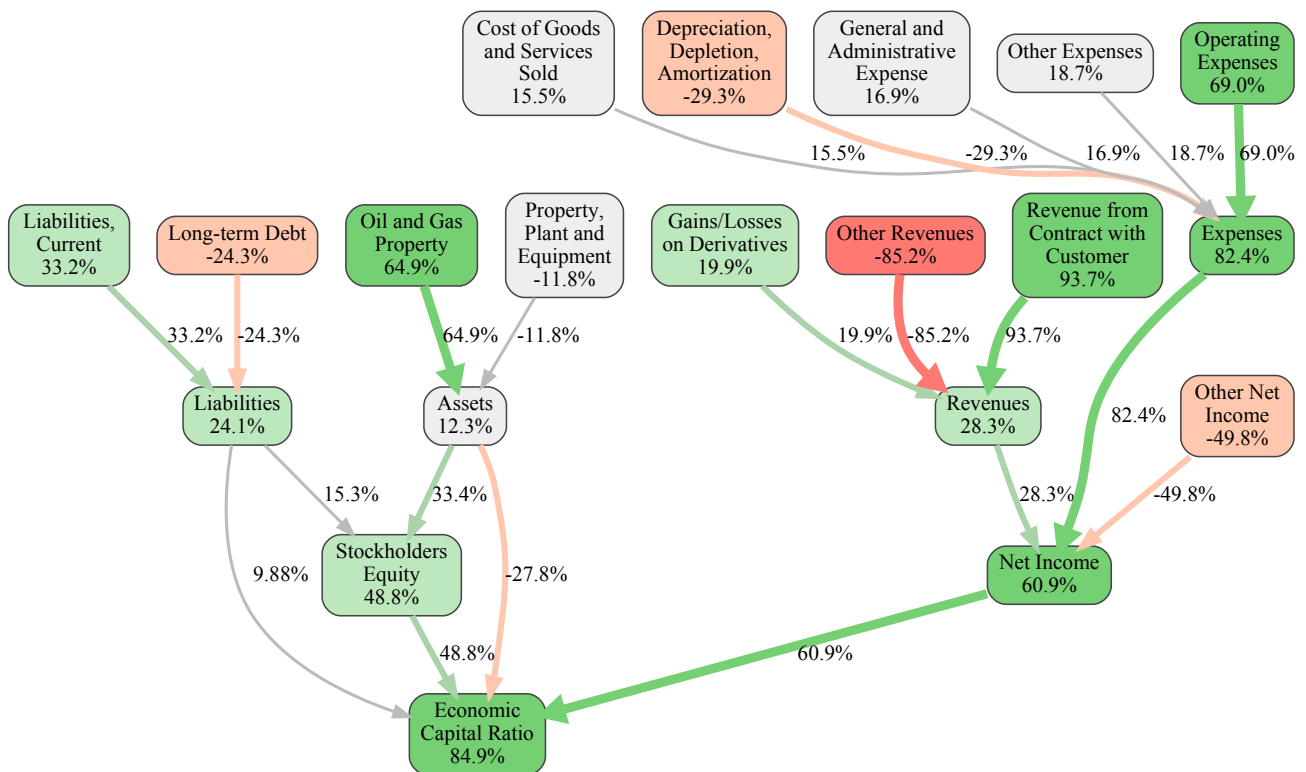 Cost of Goods
and Services
Sold
15.5%
Depreciation,
Depletion,
Amortization
-29.3%
General and
Administrative
Expense
16.9%
Other Expenses
18.7%
Operating
Expenses
69.0%
15.5%
-29.3%
16.9%
18.7%
69.0%
Liabilities,
Current
33.2%
Long-term Debt
-24.3%
Oil and Gas
Property
64.9%
Property,
Plant and
Equipment
-11.8%
Gains/Losses
on Derivatives
19.9%
Other Revenues
-85.2%
Revenue from
Contract with
Customer
93.7%
Expenses
82.4%
33.2%
-24.3%
64.9%
-11.8%
19.9%
-85.2%
93.7%
Liabilities
24.1%
Assets
12.3%
Revenues
28.3%
82.4%
Other Net
Income
-49.8%
15.3%
33.4%
28.3%
-49.8%
9.88%
Stockholders
Equity
48.8%
-27.8%
Net Income
60.9%
48.8%
60.9%
Economic
Capital Ratio
84.9%